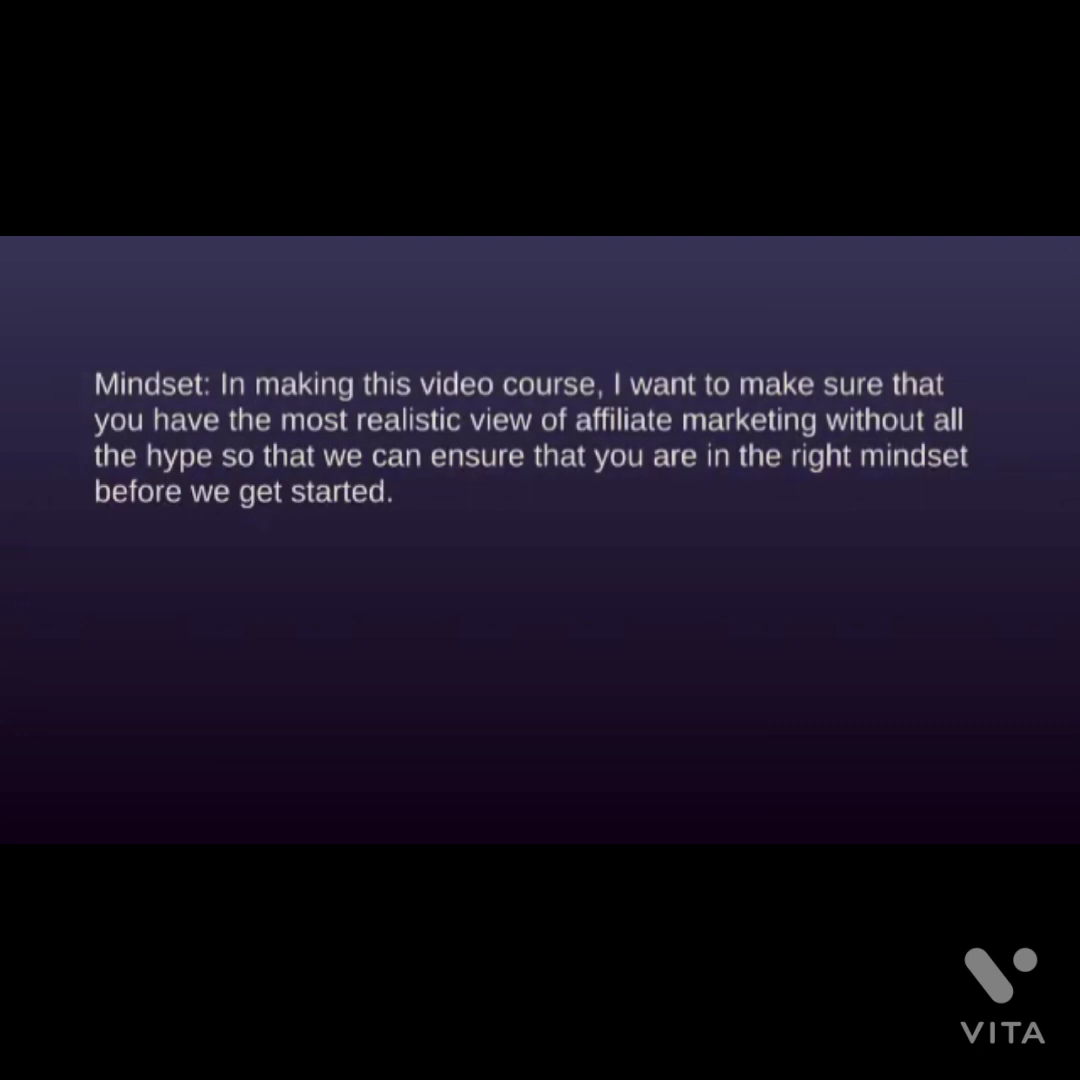 Mindset: In making this video course, I want to make sure that
you have the most realistic view of affiliate marketing without all
the hype so that we can ensure that you are in the right mindset
before we get started.
VITA